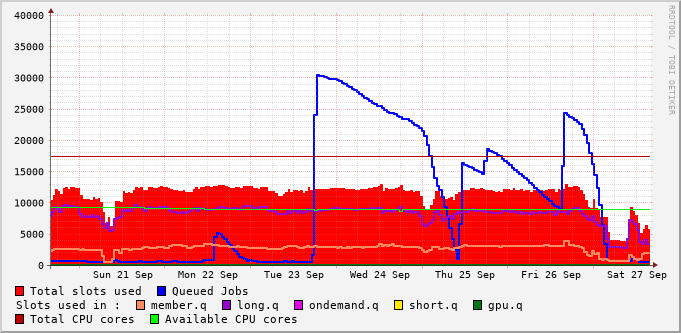 40000
35000
30000
25000
20000
15000
10000
5000
0
Sun 21 Sep Mon 22 Sep Tue 23 Sep Wed 24 Sep Thu 25 Sep Fri 26 Sep Sat 27 Sep
Total slots used Queued Jobs
Slots used in : member.q long.q ondemand.q short.q gpu.q
Total CPU cores Available CPU cores
RRDTOOL / TOBI OETIKER